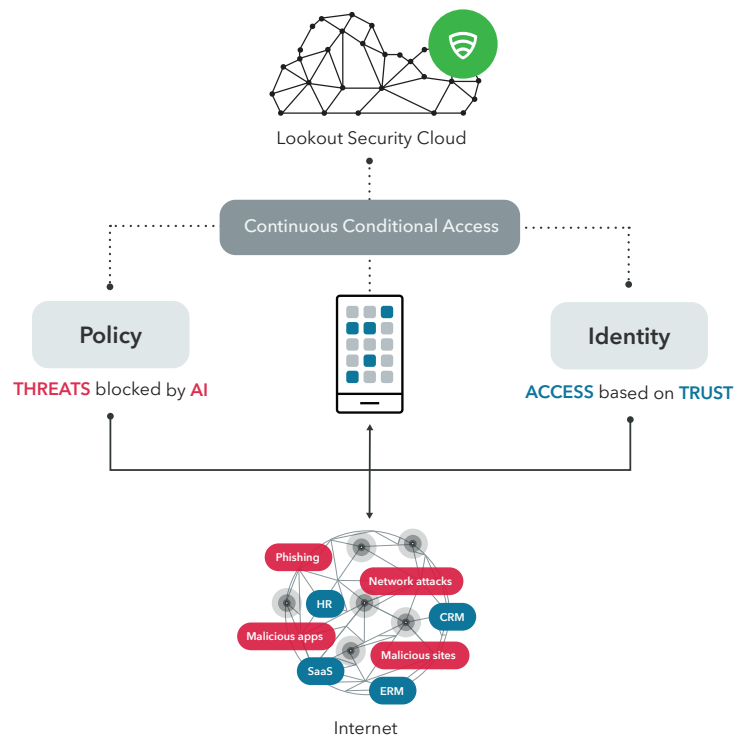 Lookout Security Cloud
Continuous Conditional Access
Policy
THREATS blocked by AI
Identity
ACCESS based on TRUST
Phishing
Network attacks
HR
CRM
Malicious apps
Malicious sites
SaaS
ERM
Internet